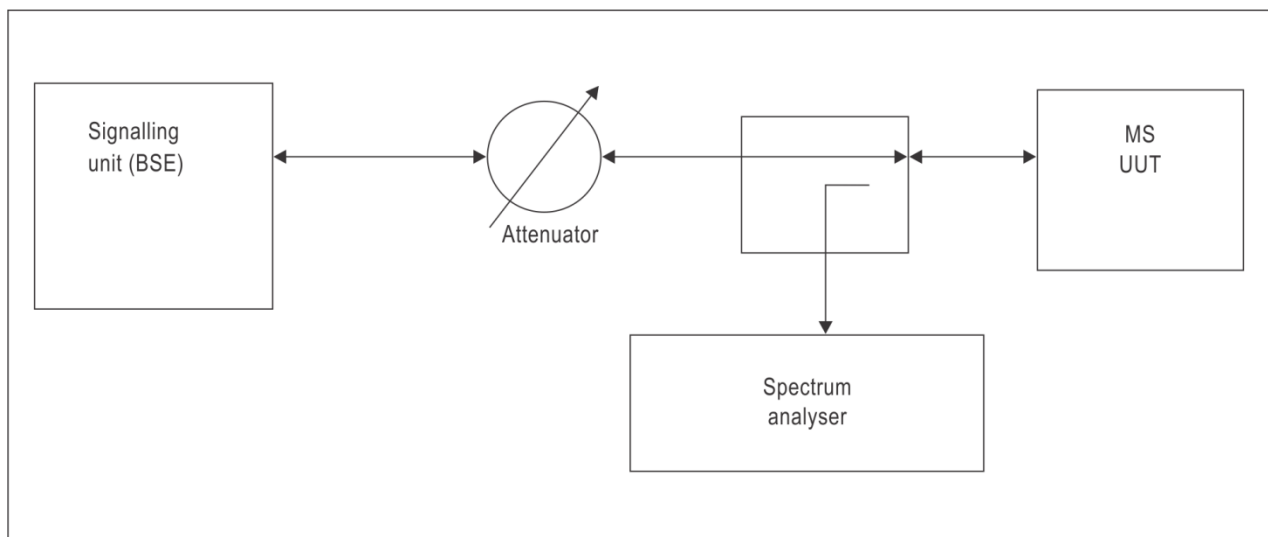 Signalling
unit (BSE)
Attenuator
MS
UUT
Spectrum
analyser